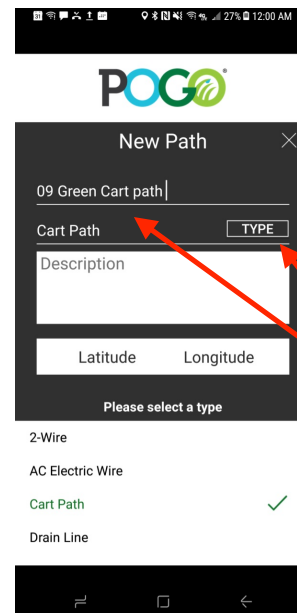 31 27% 12:00 AM
POGO
New Path
09 Green Cart path
Cart Path TYPE
Description
Latitude Longitude
Please select a type
2-Wire
AC Electric Wire
Cart Path
Drain Line